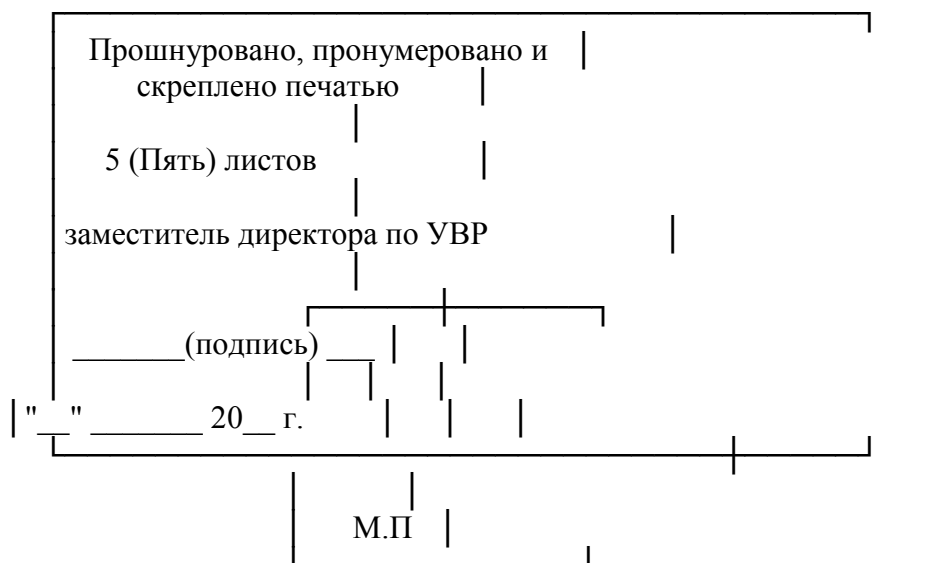 Прошнуровано, пронумеровано и
скреплено печатью
5 (Пять) листов
заместитель директора по УВР
_______(подпись) ___
"__" _______ 20__ г.
М.П